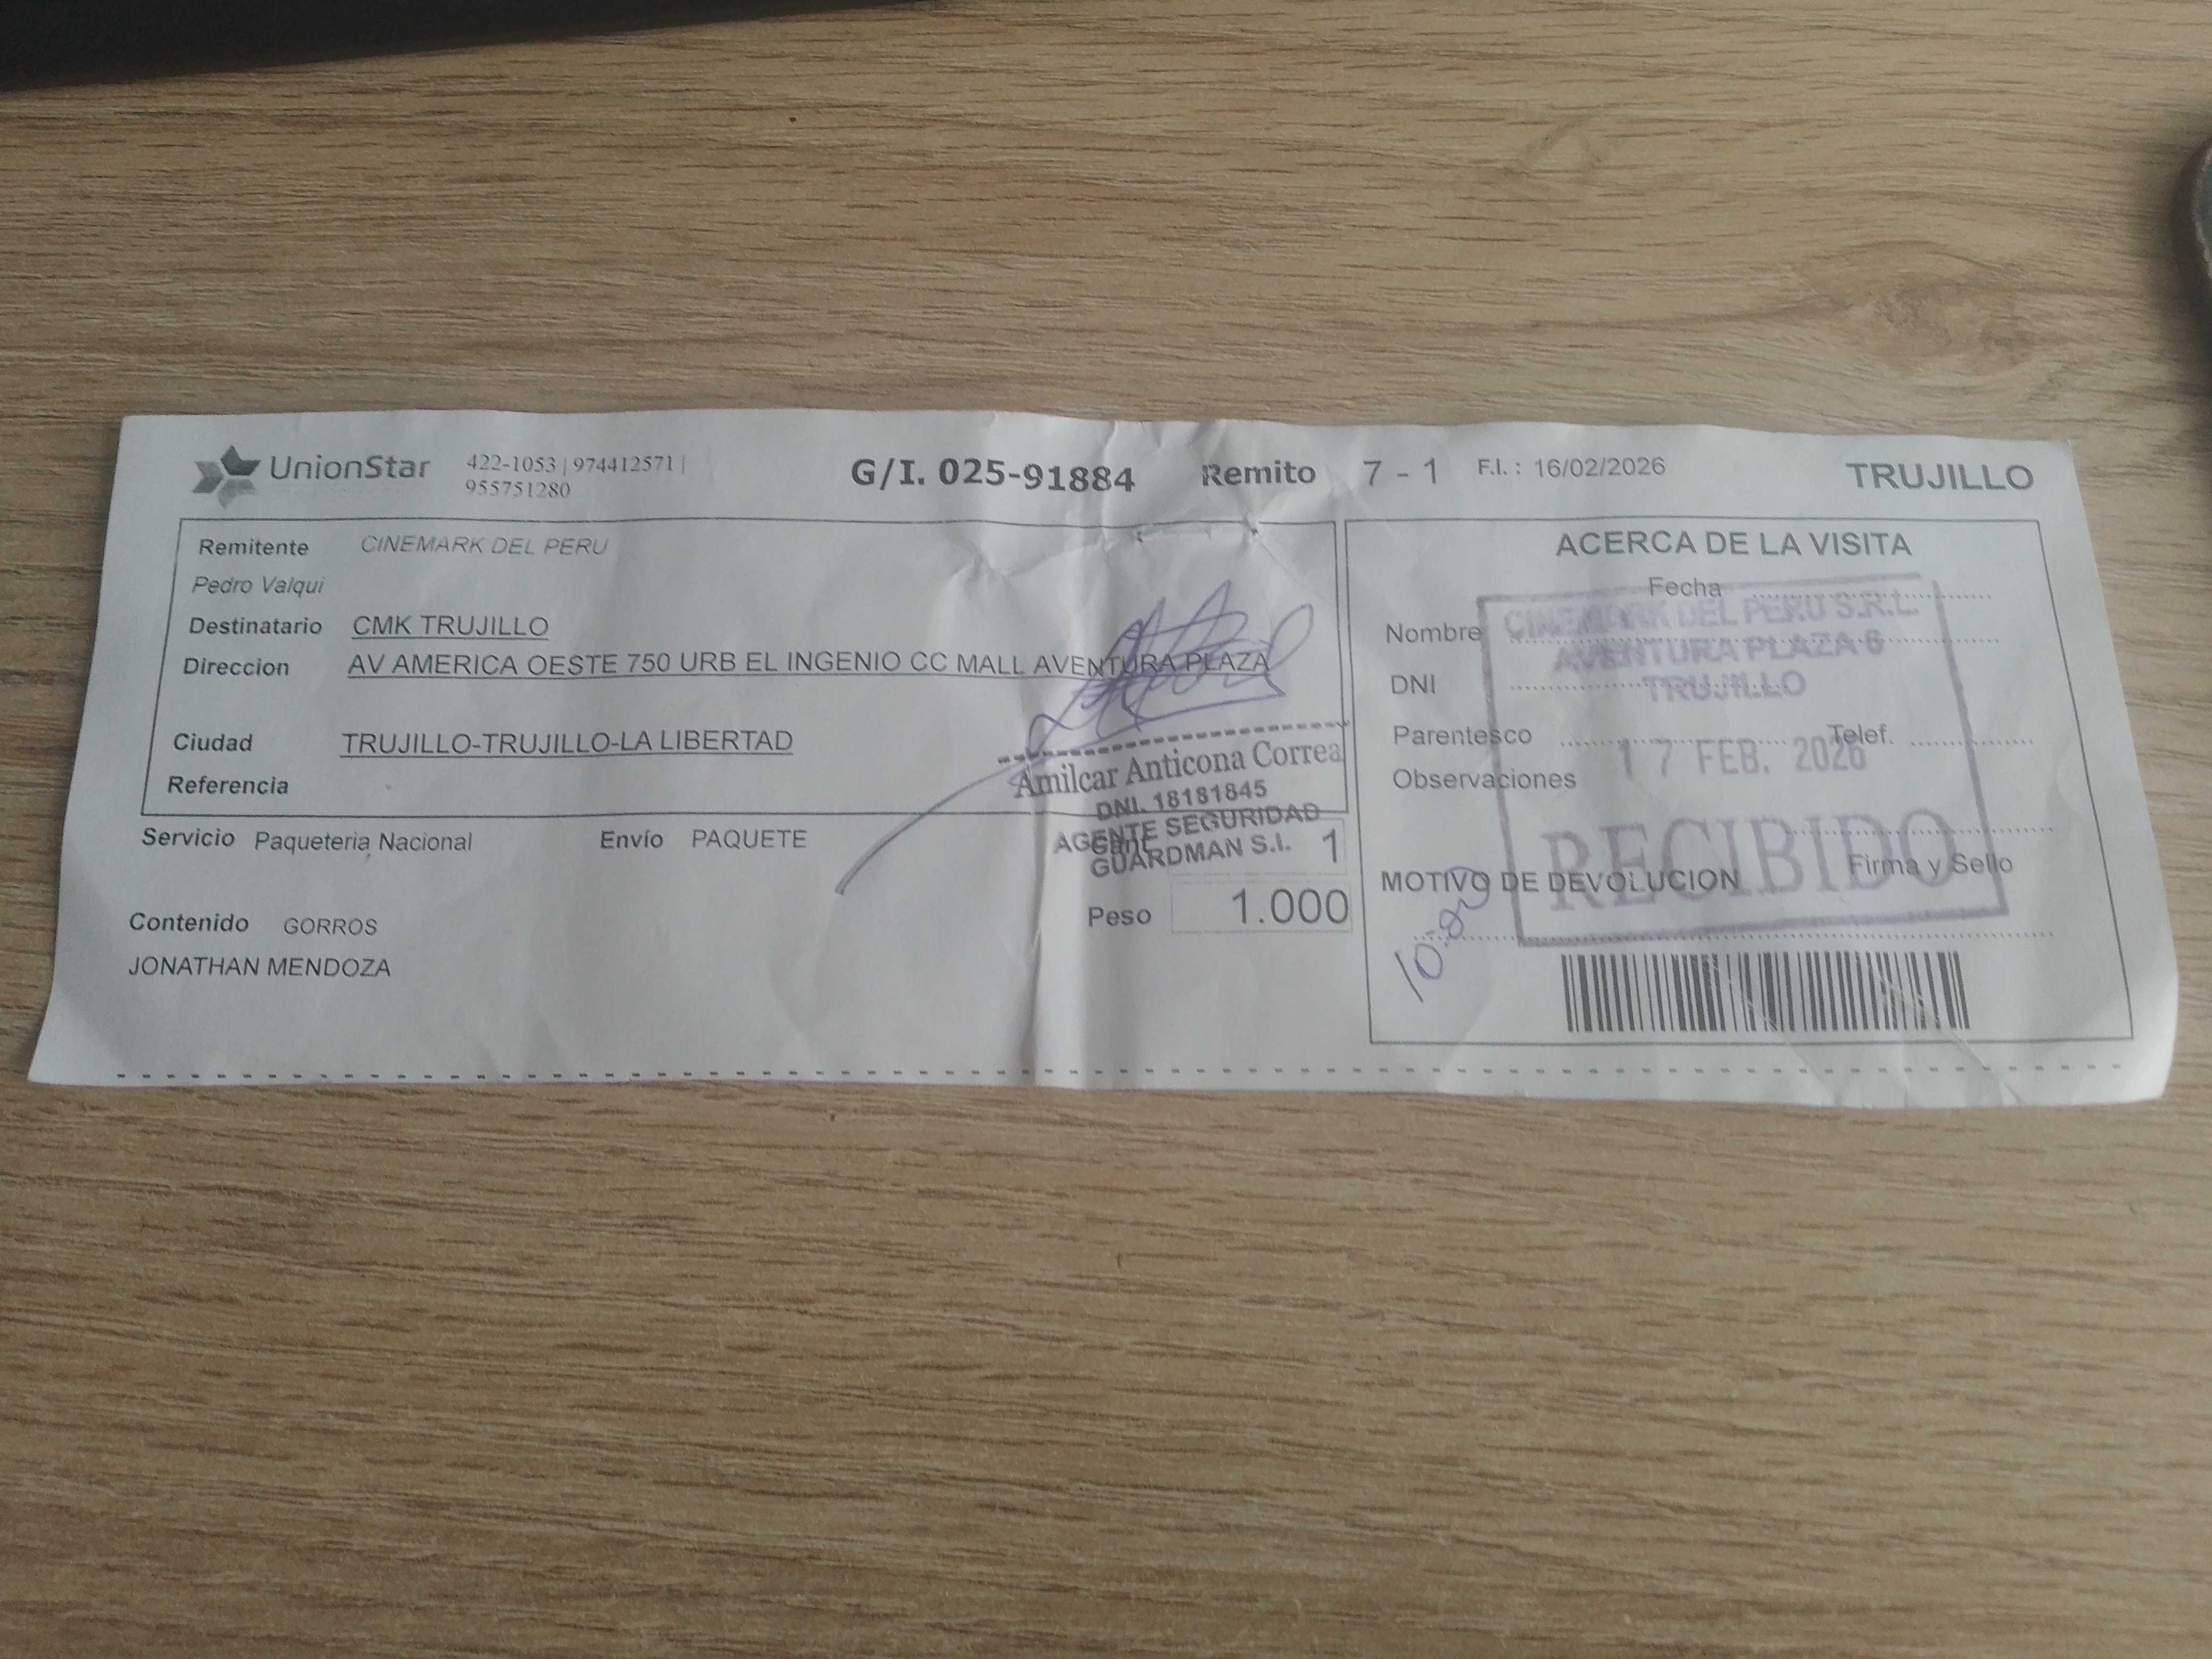 UnionStar 422-1053 | 974412571 |
955751280
G/I. 025-91884 Remito 7 - 1 F.I. : 16/02/2026 TRUJILLO
Remitente CINEMARK DEL PERU
Pedro Valqui
Destinatario CMK TRUJILLO
Direccion AV AMERICA OESTE 750 URB EL INGENIO CC MALL AVENTURA PLAZA
Ciudad TRUJILLO-TRUJILLO-LA LIBERTAD
Referencia
Amilcar Anticona Correa
DNI. 18181845
AGENTE SEGURIDAD
GUARDMAN S.I.
Servicio Paqueteria Nacional Envío PAQUETE Cant 1
Peso 1.000
Contenido GORROS
JONATHAN MENDOZA
ACERCA DE LA VISITA
Fecha
Nombre
DNI
Parentesco Telef.
Observaciones
Firma y Sello
MOTIVO DE DEVOLUCION
CINEMARK DEL PERU S.R.L.
AVENTURA PLAZA 6
TRUJILLO
17 FEB. 2026
RECIBIDO